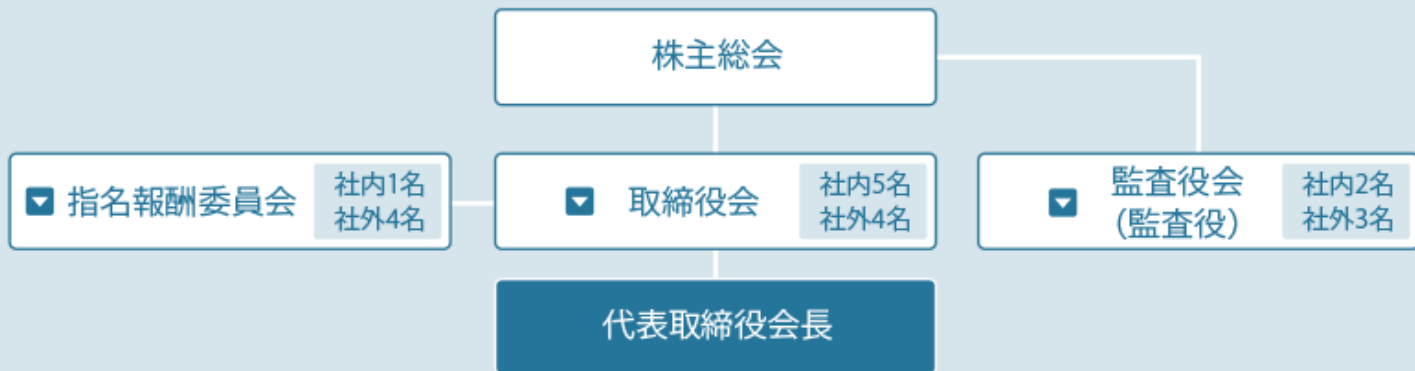 株主総会
指名報酬委員会
社内1名
社外4名
取締役会
社内5名
社外4名
監査役会
(監査役)
社内2名
社外3名
代表取締役会長